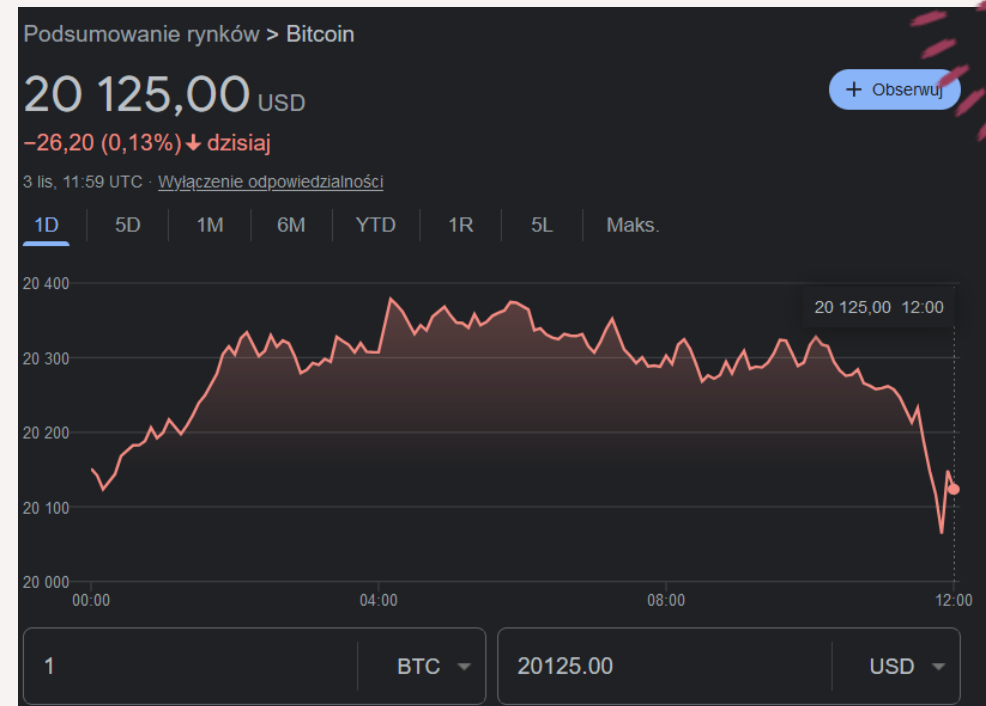 Podsumowanie rynków > Bitcoin
20 125,00 USD
+ Obserwuj
−26,20 (0,13%) ↓ dzisiaj
3 lis, 11:59 UTC · Wyłączenie odpowiedzialności
1D 5D 1M 6M YTD 1R 5L Maks.
20 400
20 125,00 12:00
20 300
20 200
20 100
20 000
00:00 04:00 08:00 12:00
1 BTC 20125.00 USD